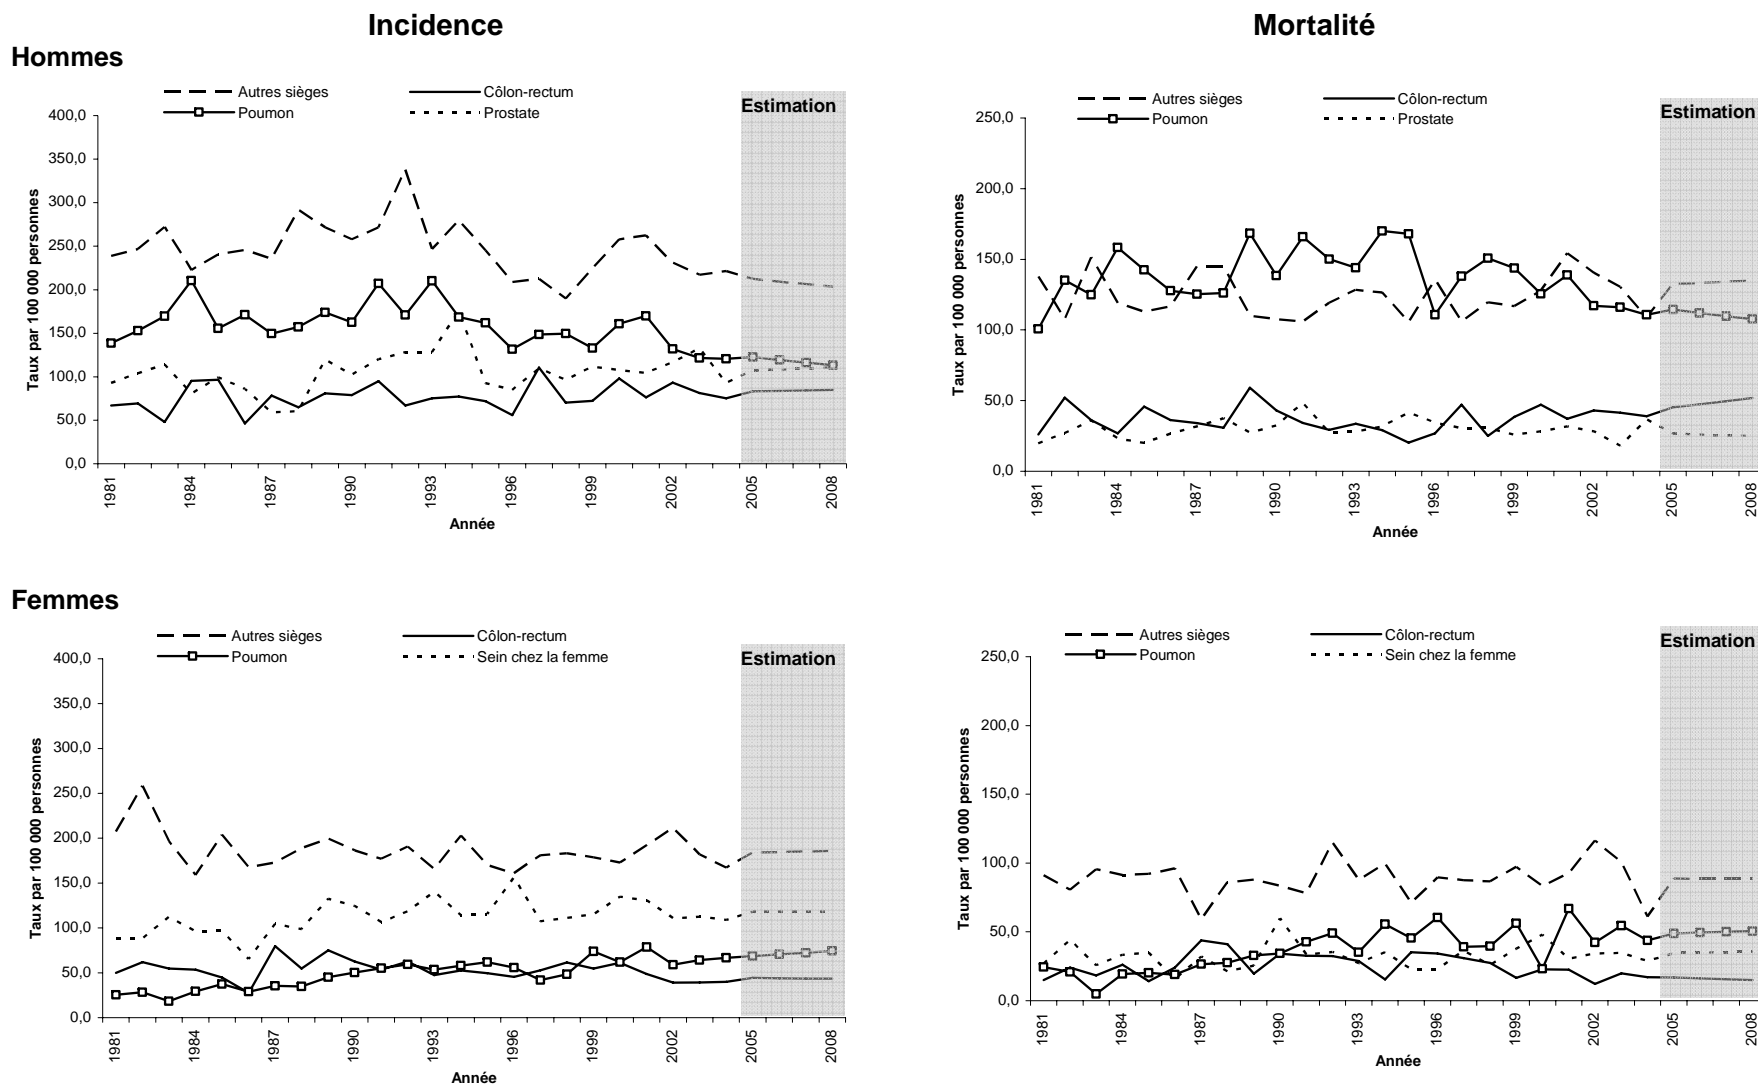 Incidence
Mortalité
Hommes
Autres sièges
Côlon-rectum
Poumon
Prostate
Estimation
400,0
350,0
300,0
250,0
200,0
150,0
100,0
50,0
0,0
Taux par 100 000 personnes
1981 1984 1987 1990 1993 1996 1999 2002 2005 2008
Année
Autres sièges
Côlon-rectum
Poumon
Prostate
Estimation
250,0
200,0
150,0
100,0
50,0
0,0
Taux par 100 000 personnes
1981 1984 1987 1990 1993 1996 1999 2002 2005 2008
Année
Femmes
Autres sièges
Côlon-rectum
Poumon
Sein chez la femme
Estimation
400,0
350,0
300,0
250,0
200,0
150,0
100,0
50,0
0,0
Taux par 100 000 personnes
1981 1984 1987 1990 1993 1996 1999 2002 2005 2008
Année
Autres sièges
Côlon-rectum
Poumon
Sein chez la femme
Estimation
250,0
200,0
150,0
100,0
50,0
0,0
Taux par 100 000 personnes
1981 1984 1987 1990 1993 1996 1999 2002 2005 2008
Année